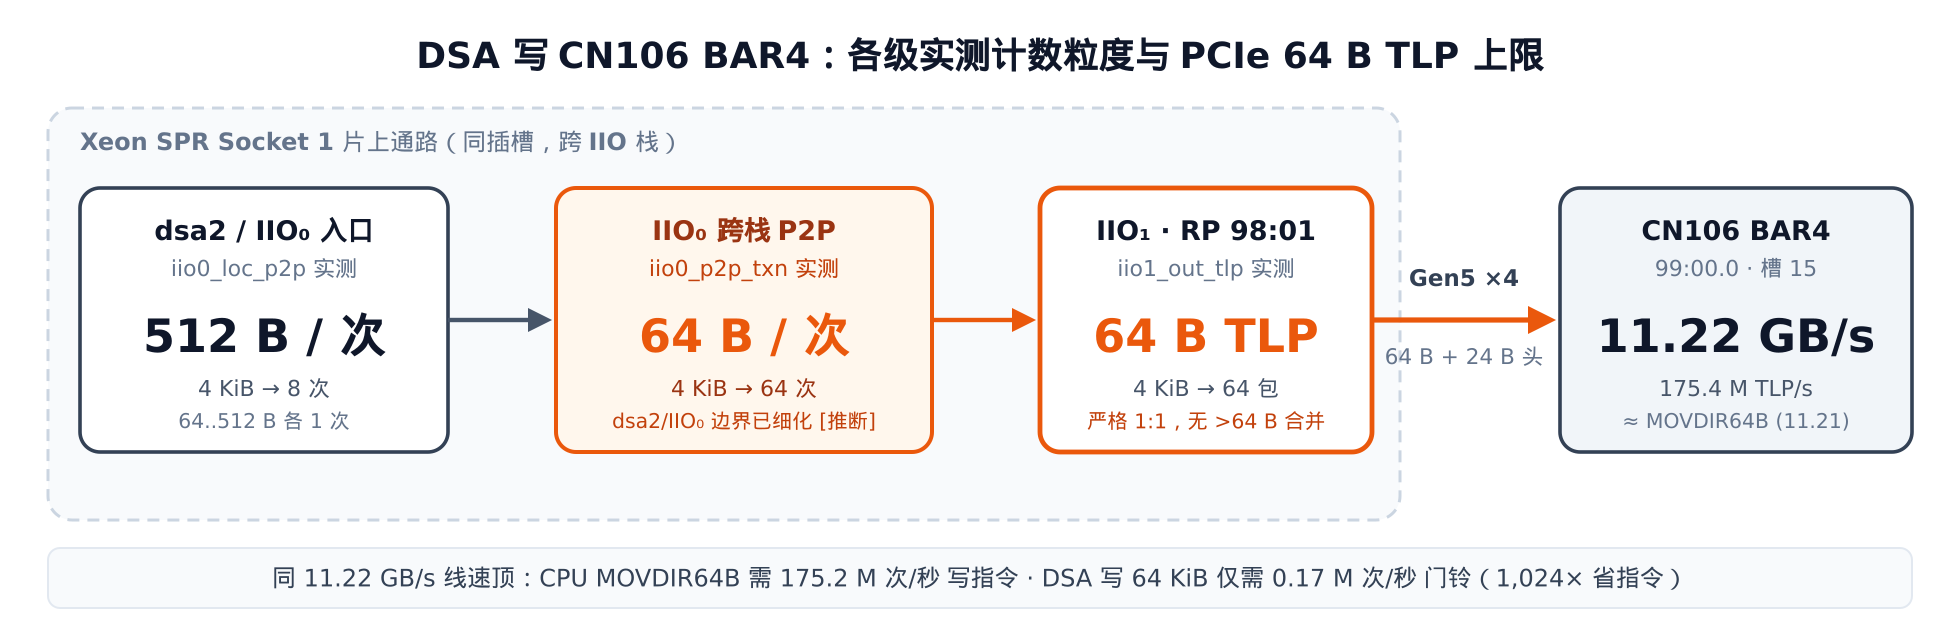 DSA 写 CN106 BAR4：各级实测计数粒度与 PCIe 64 B TLP 上限
Xeon SPR Socket 1 片上通路（同插槽，跨 IIO 栈）
dsa2 / IIO₀ 入口
iio0_loc_p2p 实测
512 B / 次
4 KiB → 8 次
64..512 B 各 1 次
IIO₀ 跨栈 P2P
iio0_p2p_txn 实测
64 B / 次
4 KiB → 64 次
dsa2/IIO₀ 边界已细化 [推断]
IIO₁ · RP 98:01
iio1_out_tlp 实测
64 B TLP
4 KiB → 64 包
严格 1:1，无 >64 B 合并
Gen5 ×4
64 B + 24 B 头
CN106 BAR4
99:00.0 · 槽 15
11.22 GB/s
175.4 M TLP/s
≈ MOVDIR64B (11.21)
同 11.22 GB/s 线速顶：CPU MOVDIR64B 需 175.2 M 次/秒 写指令 · DSA 写 64 KiB 仅需 0.17 M 次/秒 门铃（1,024× 省指令）